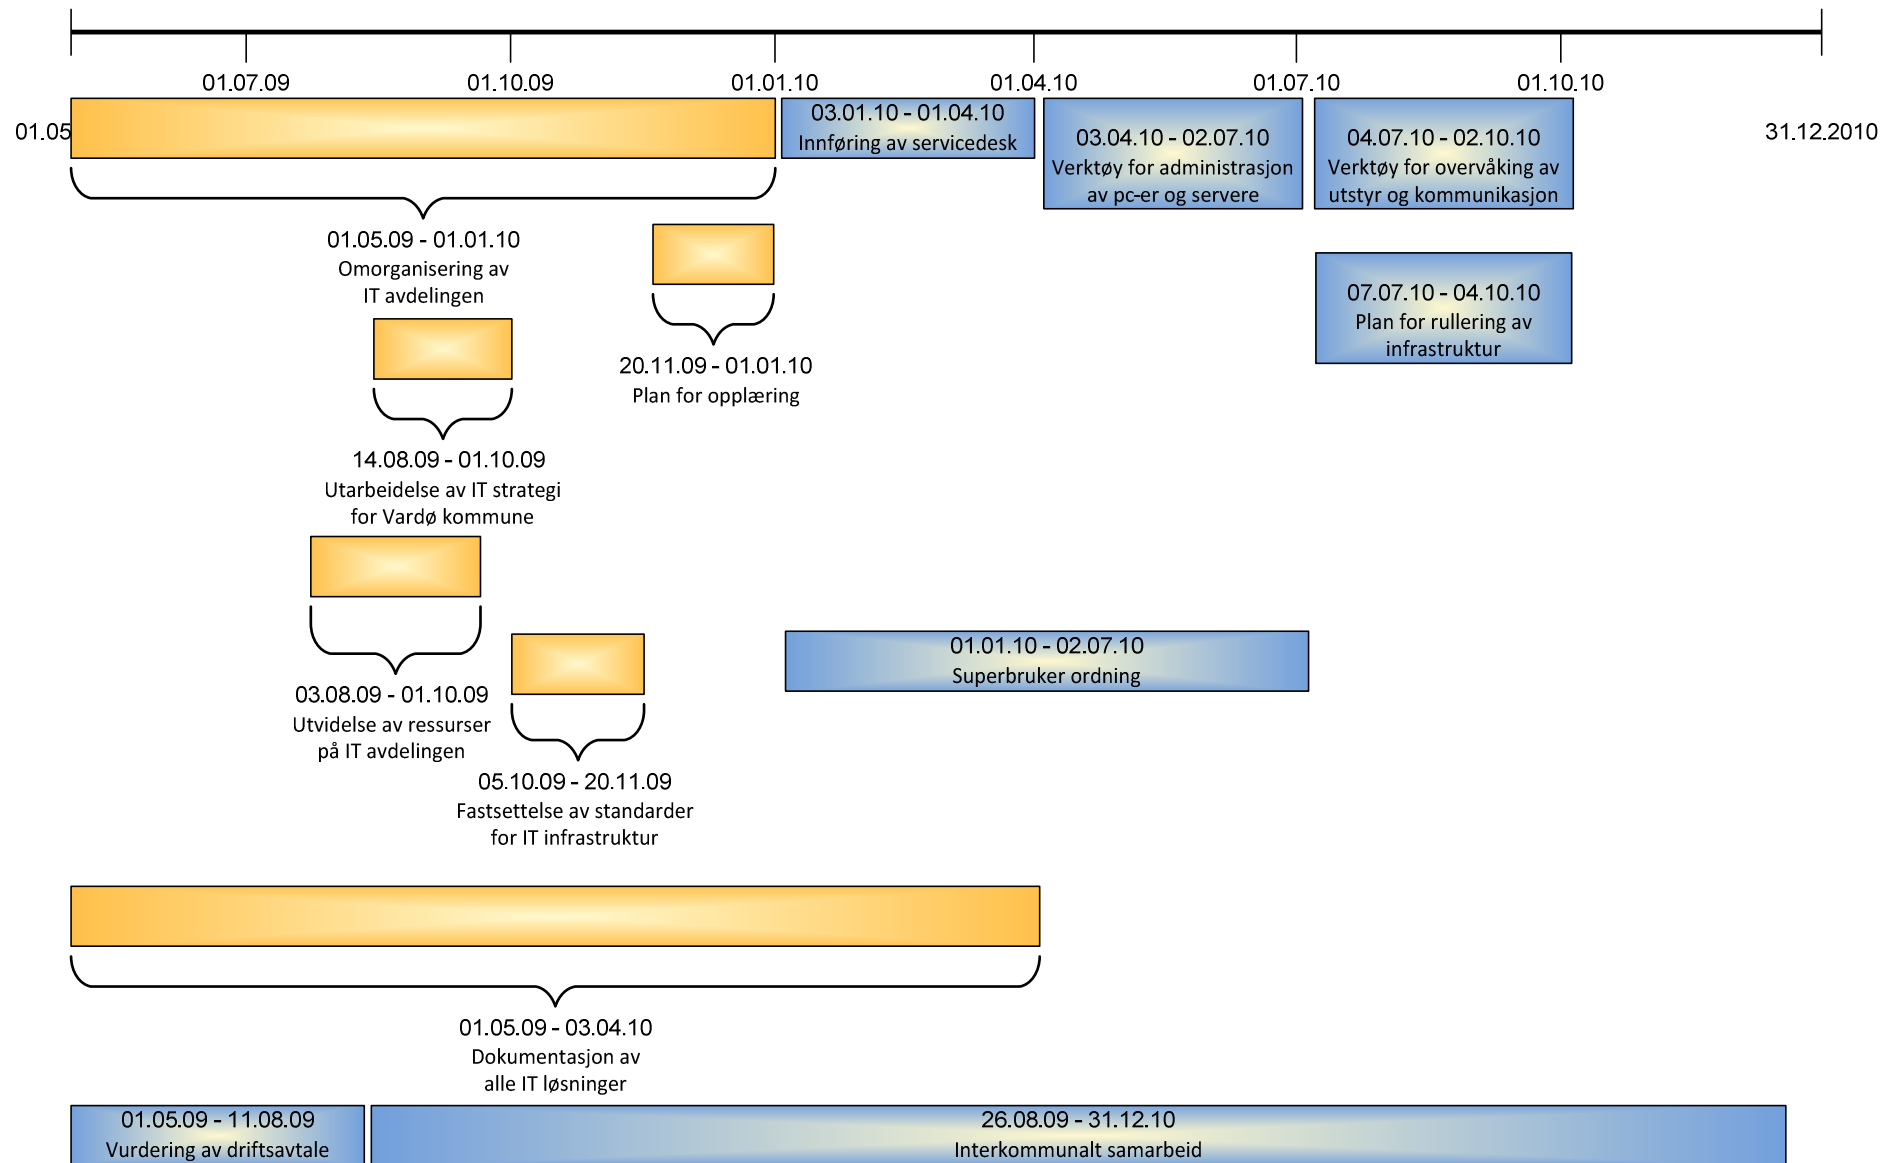 01.07.09
01.10.09
01.01.10
01.04.10
01.07.10
01.10.10
01.05
31.12.2010
03.01.10 - 01.04.10
Innføring av servicedesk
03.04.10 - 02.07.10
Verktøy for administrasjon
av pc-er og servere
04.07.10 - 02.10.10
Verktøy for overvåking av
utstyr og kommunikasjon
01.05.09 - 01.01.10
Omorganisering av
IT avdelingen
07.07.10 - 04.10.10
Plan for rullering av
infrastruktur
20.11.09 - 01.01.10
Plan for opplæring
14.08.09 - 01.10.09
Utarbeidelse av IT strategi
for Vardø kommune
03.08.09 - 01.10.09
Utvidelse av ressurser
på IT avdelingen
01.01.10 - 02.07.10
Superbruker ordning
05.10.09 - 20.11.09
Fastsettelse av standarder
for IT infrastruktur
01.05.09 - 03.04.10
Dokumentasjon av
alle IT løsninger
01.05.09 - 11.08.09
Vurdering av driftsavtale
26.08.09 - 31.12.10
Interkommunalt samarbeid